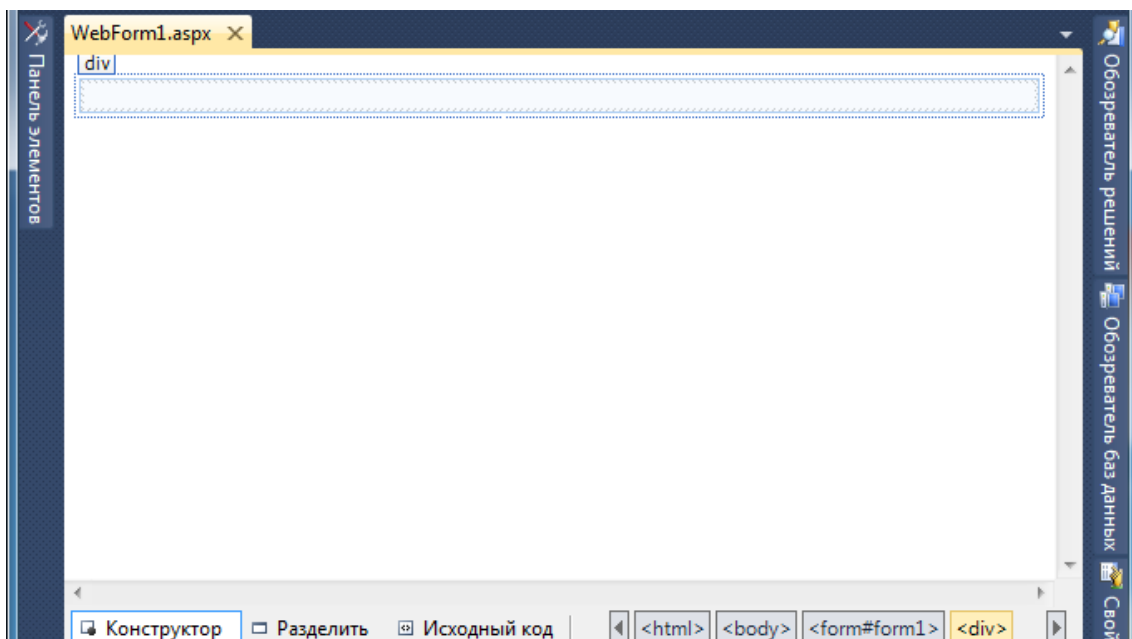 WebForm1.aspx
Панель элементов
div
Обозреватель решений
Обозреватель баз данных
Конструктор
Разделить
Исходный код
<html> <body> <form#form1> <div>